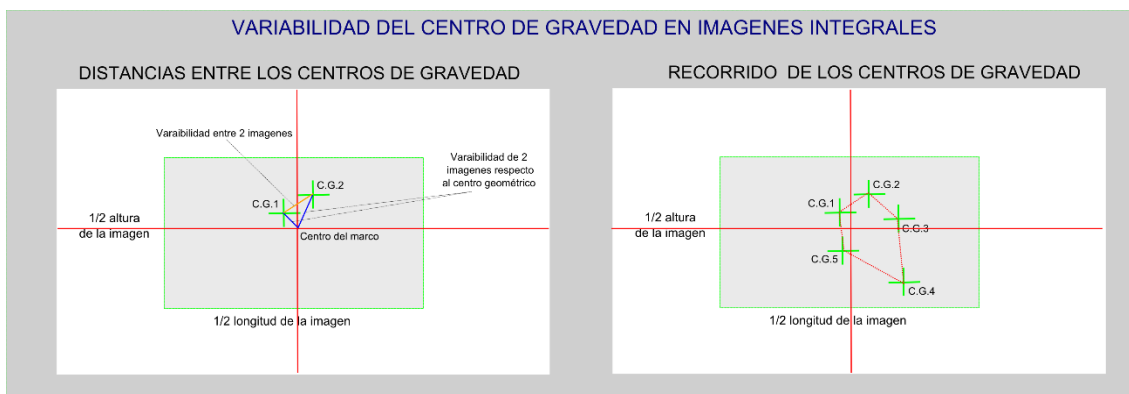 VARIABILIDAD DEL CENTRO DE GRAVEDAD EN IMAGENES INTEGRALES
DISTANCIAS ENTRE LOS CENTROS DE GRAVEDAD
Varaibilidad entre 2 imagenes
Varaibilidad de 2
imagenes respecto
al centro geométrico
C.G.2
C.G.1
1/2 altura
de la imagen
Centro del marco
1/2 longitud de la imagen
RECORRIDO DE LOS CENTROS DE GRAVEDAD
C.G.2
C.G.1
1/2 altura
de la imagen
C.G.3
C.G.5
C.G.4
1/2 longitud de la imagen